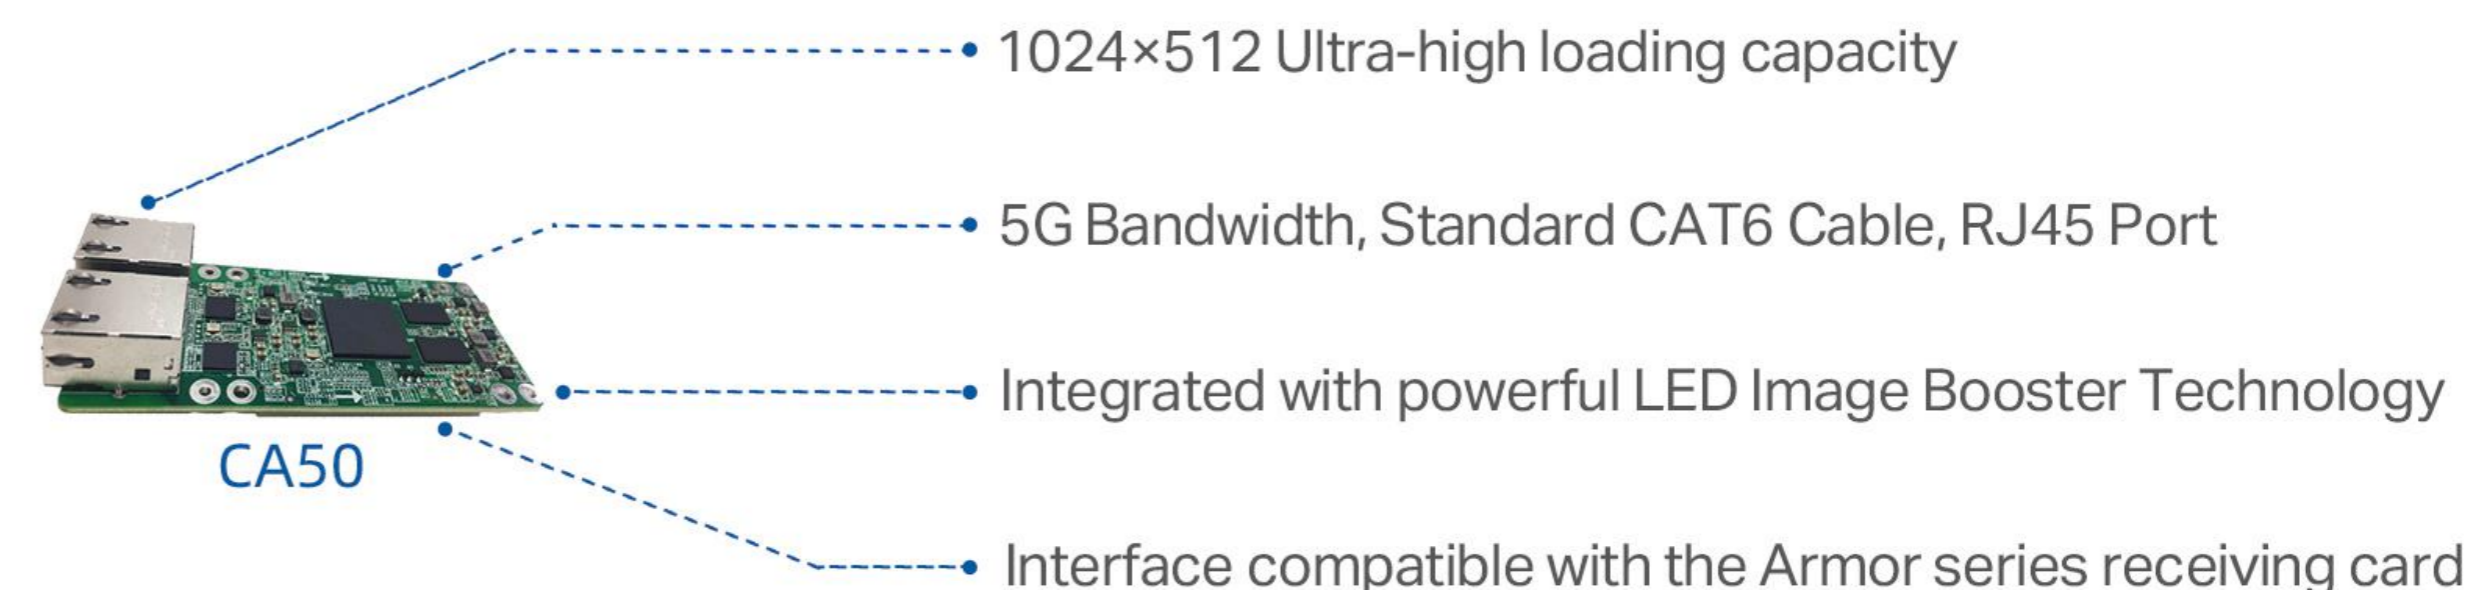 1024×512 Ultra-high loading capacity
5G Bandwidth, Standard CAT6 Cable, RJ45 Port
Integrated with powerful LED Image Booster Technology
CA50
Interface compatible with the Armor series receiving card